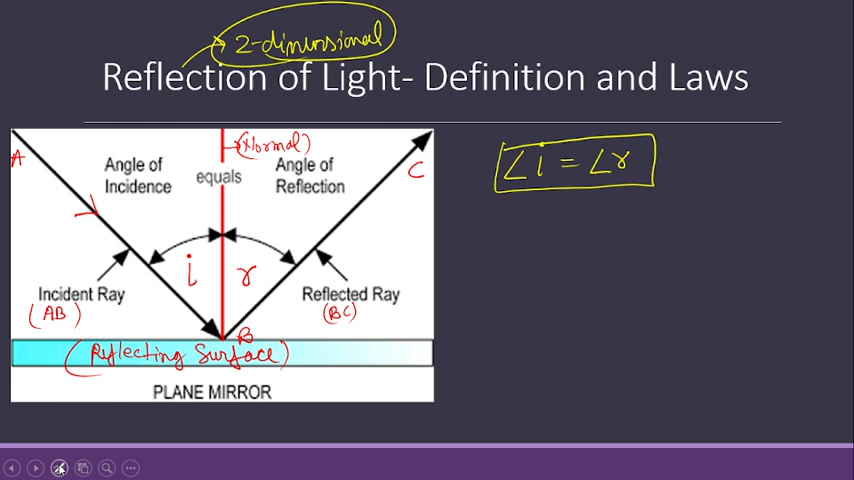 2-dimensional
Reflection of Light- Definition and Laws
(Normal)
A
Angle of
Incidence
equals
Angle of
Reflection
C
∠i = ∠r
i
r
Incident Ray
(AB)
Reflected Ray
(BC)
B
(Reflecting Surface)
PLANE MIRROR